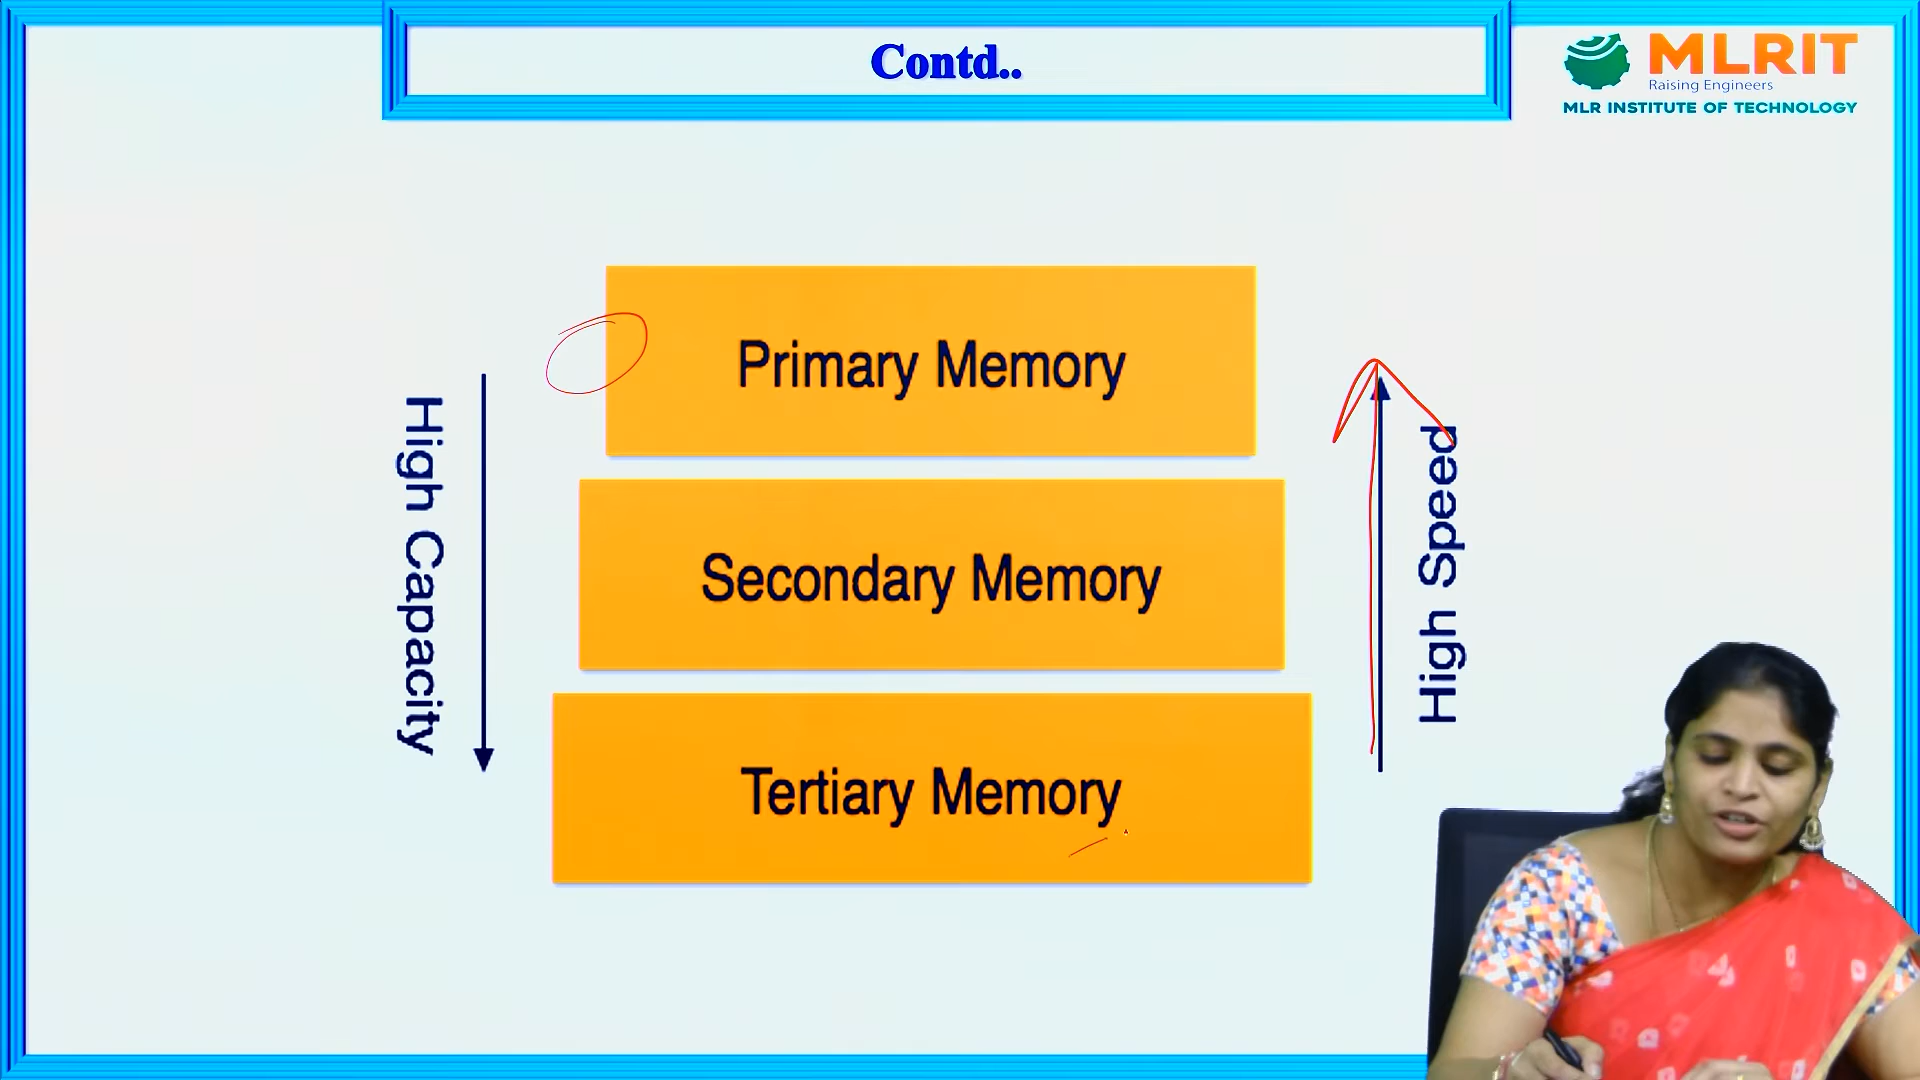 Contd..
MLRIT
Raising Engineers
MLR INSTITUTE OF TECHNOLOGY
Primary Memory
High Capacity
High Speed
Secondary Memory
Tertiary Memory